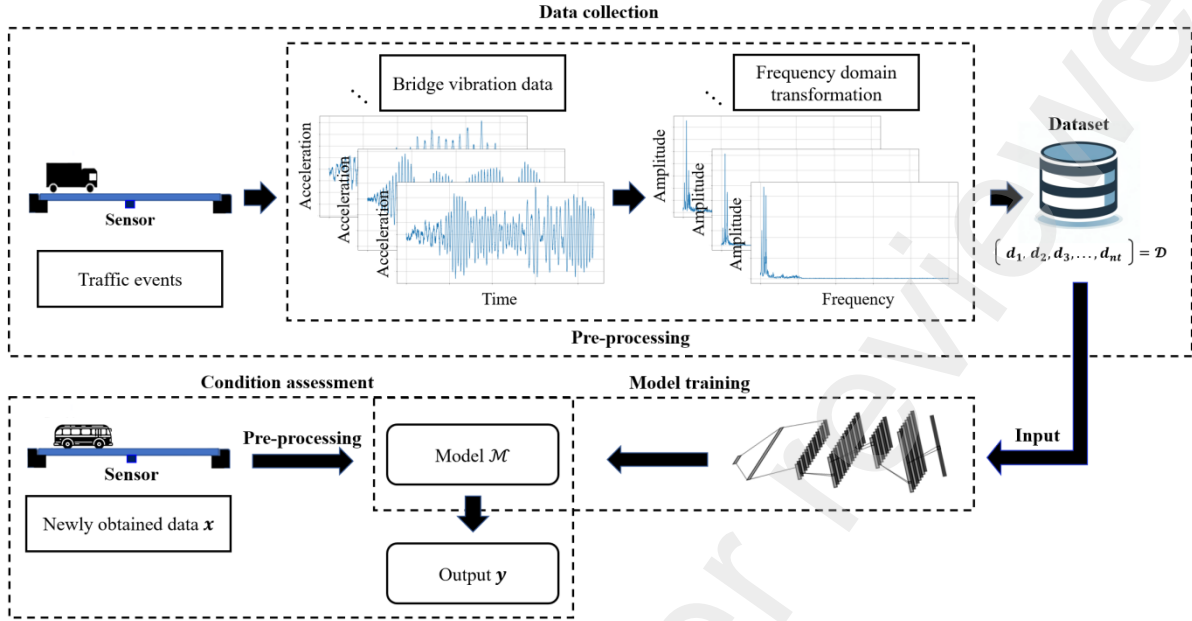 Data collection
Bridge vibration data
Frequency domain
transformation
Dataset
Acceleration
Acceleration
Acceleration
Amplitude
Amplitude
Amplitude
Sensor
Traffic events
Time
Frequency
[ d₁, d₂, d₃, …, dₙₜ ] = 𝒟
Pre-processing
Condition assessment
Model training
Pre-processing
Sensor
Newly obtained data x
Model ℳ
Input
Output y
er reviewe